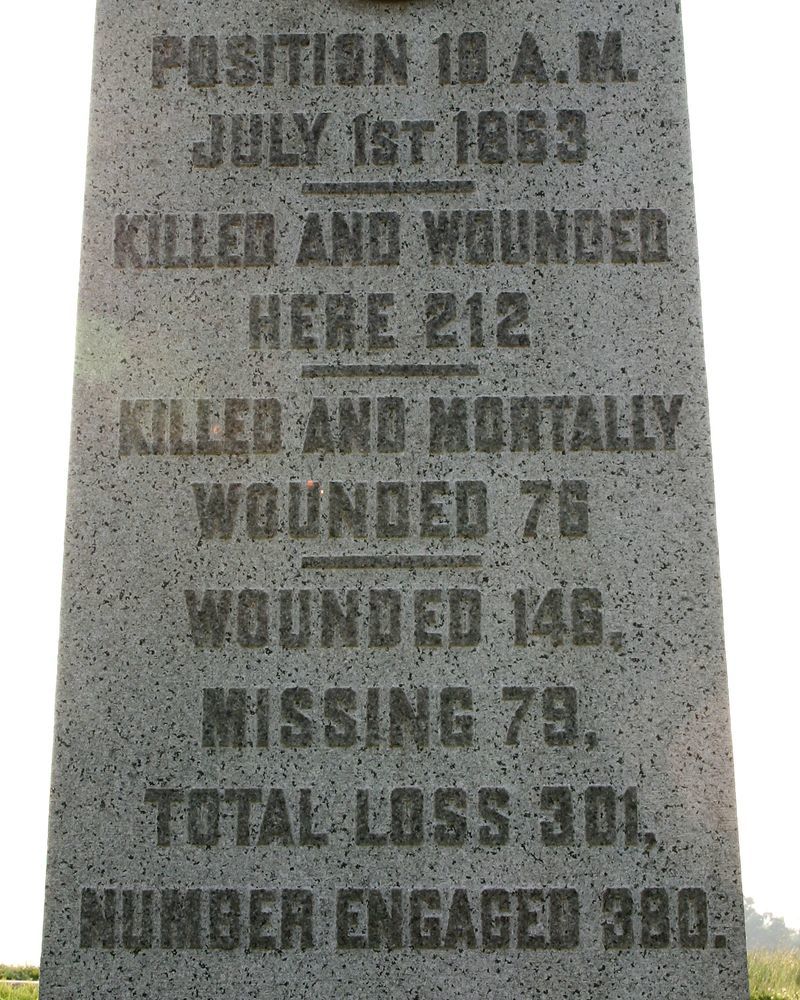 POSITION 10 A.M.
JULY 1ST 1863
KILLED AND WOUNDED
HERE 212
KILLED AND MORTALLY
WOUNDED 76
WOUNDED 146,
MISSING 79,
TOTAL LOSS 301,
NUMBER ENGAGED 380.